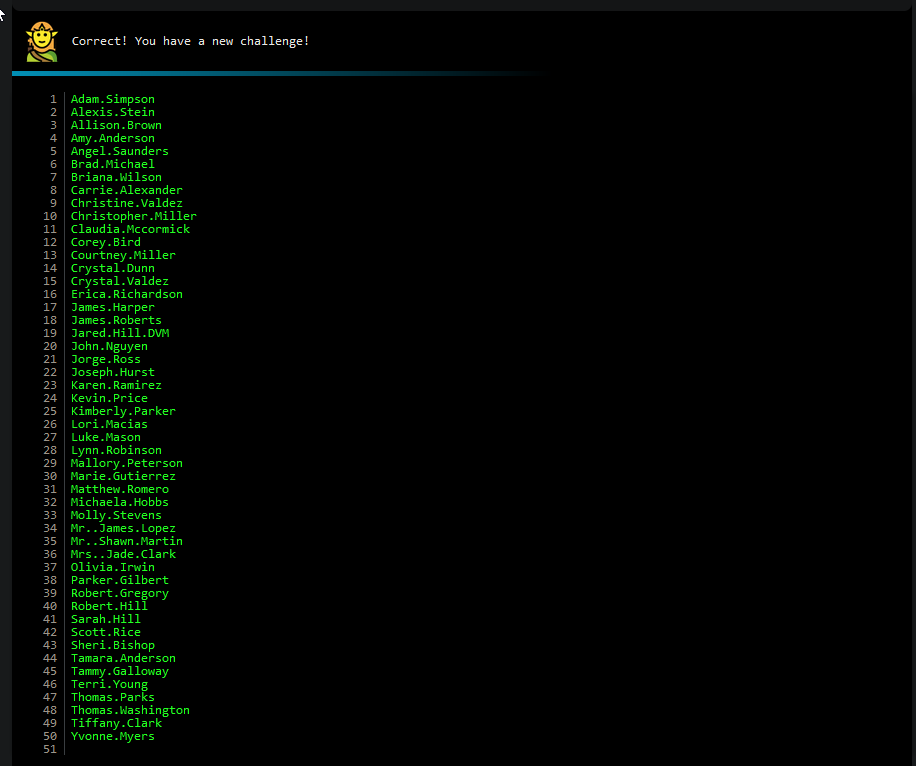 Correct! You have a new challenge!
1 Adam.Simpson
2 Alexis.Stein
3 Allison.Brown
4 Amy.Anderson
5 Angel.Saunders
6 Brad.Michael
7 Briana.Wilson
8 Carrie.Alexander
9 Christine.Valdez
10 Christopher.Miller
11 Claudia.Mccormick
12 Corey.Bird
13 Courtney.Miller
14 Crystal.Dunn
15 Crystal.Valdez
16 Erica.Richardson
17 James.Harper
18 James.Roberts
19 Jared.Hill.DVM
20 John.Nguyen
21 Jorge.Ross
22 Joseph.Hurst
23 Karen.Ramirez
24 Kevin.Price
25 Kimberly.Parker
26 Lori.Macias
27 Luke.Mason
28 Lynn.Robinson
29 Mallory.Peterson
30 Marie.Gutierrez
31 Matthew.Romero
32 Michaela.Hobbs
33 Molly.Stevens
34 Mr..James.Lopez
35 Mr..Shawn.Martin
36 Mrs..Jade.Clark
37 Olivia.Irwin
38 Parker.Gilbert
39 Robert.Gregory
40 Robert.Hill
41 Sarah.Hill
42 Scott.Rice
43 Sheri.Bishop
44 Tamara.Anderson
45 Tammy.Galloway
46 Terri.Young
47 Thomas.Parks
48 Thomas.Washington
49 Tiffany.Clark
50 Yvonne.Myers
51